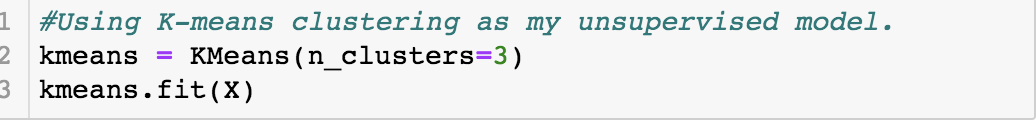 1 #Using K-means clustering as my unsupervised model.
2 kmeans = KMeans(n_clusters=3)
3 kmeans.fit(X)